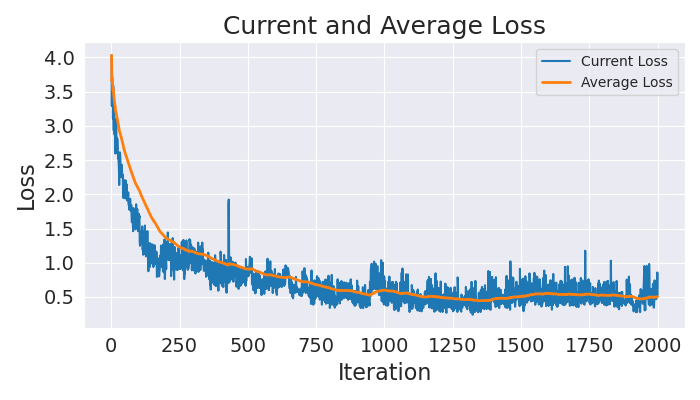 Current and Average Loss
Current Loss
Average Loss
4.0
3.5
3.0
2.5
2.0
1.5
1.0
0.5
Loss
0 250 500 750 1000 1250 1500 1750 2000
Iteration